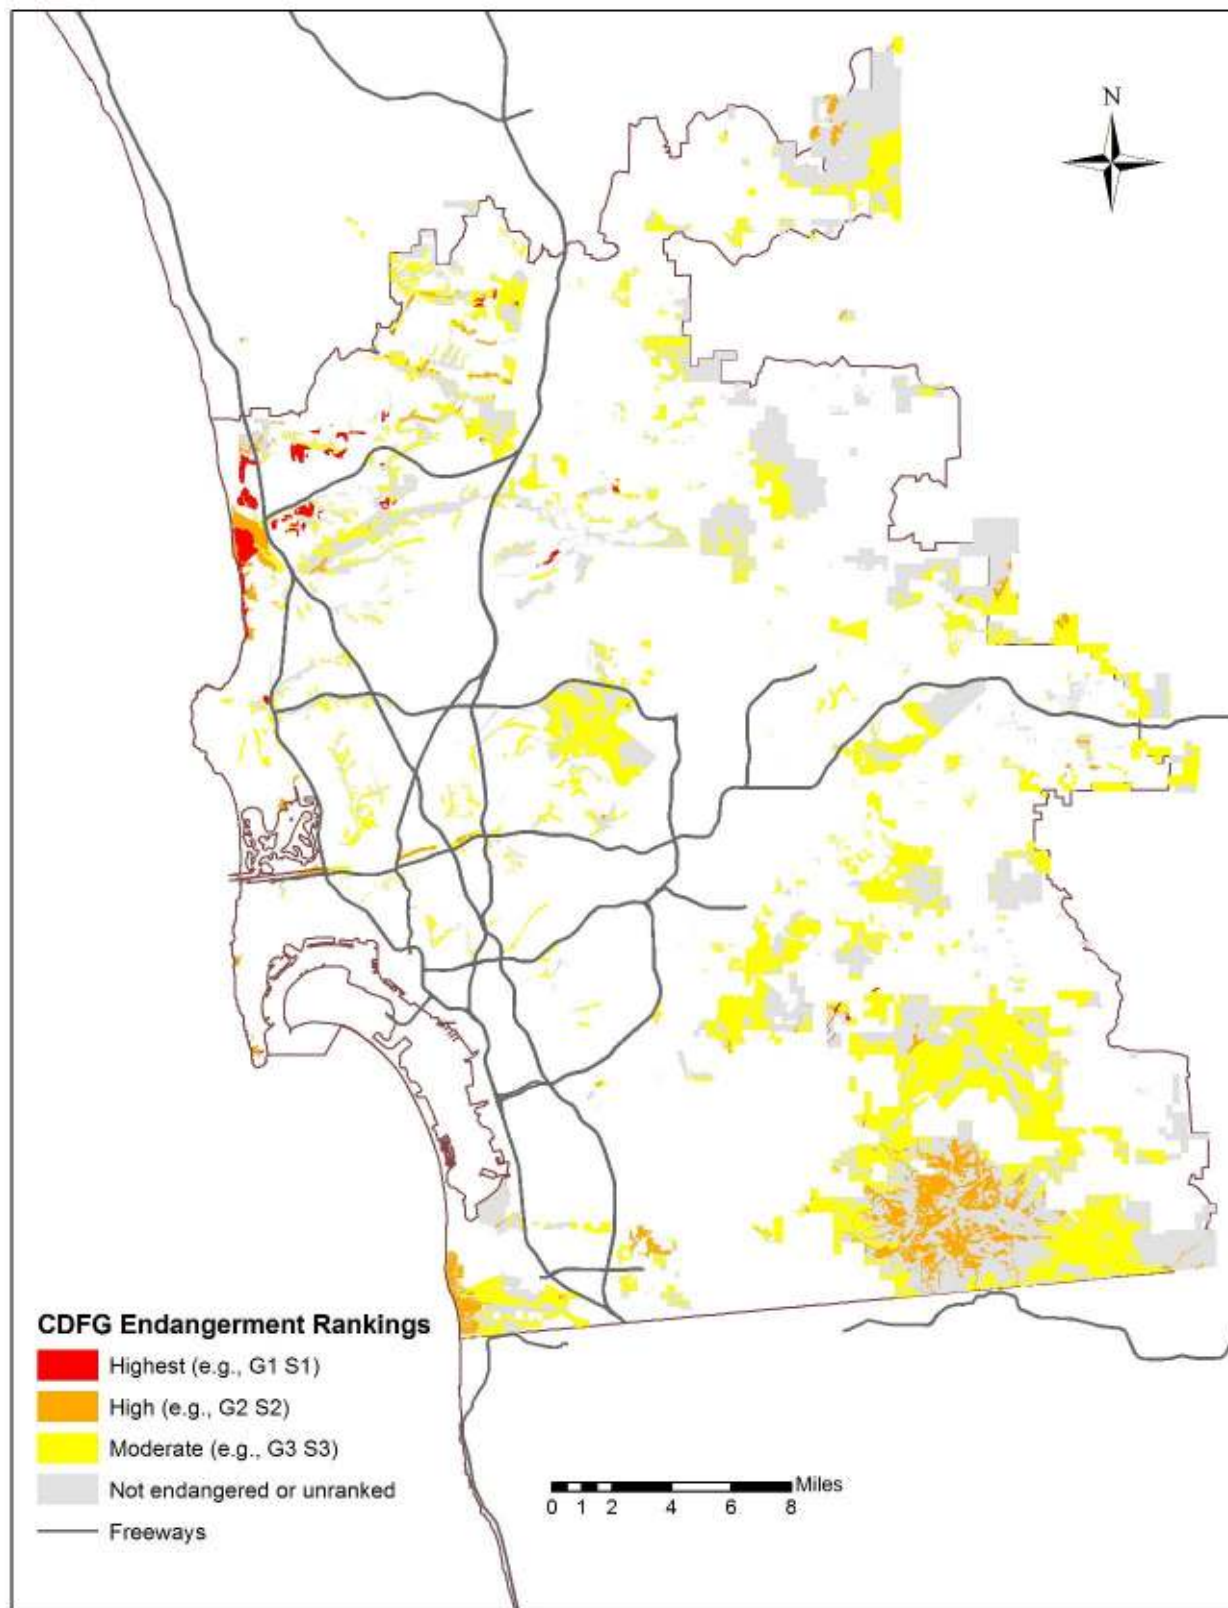 N
CDFG Endangerment Rankings
Highest (e.g., G1 S1)
High (e.g., G2 S2)
Moderate (e.g., G3 S3)
Not endangered or unranked
Freeways
Miles
0 1 2 4 6 8